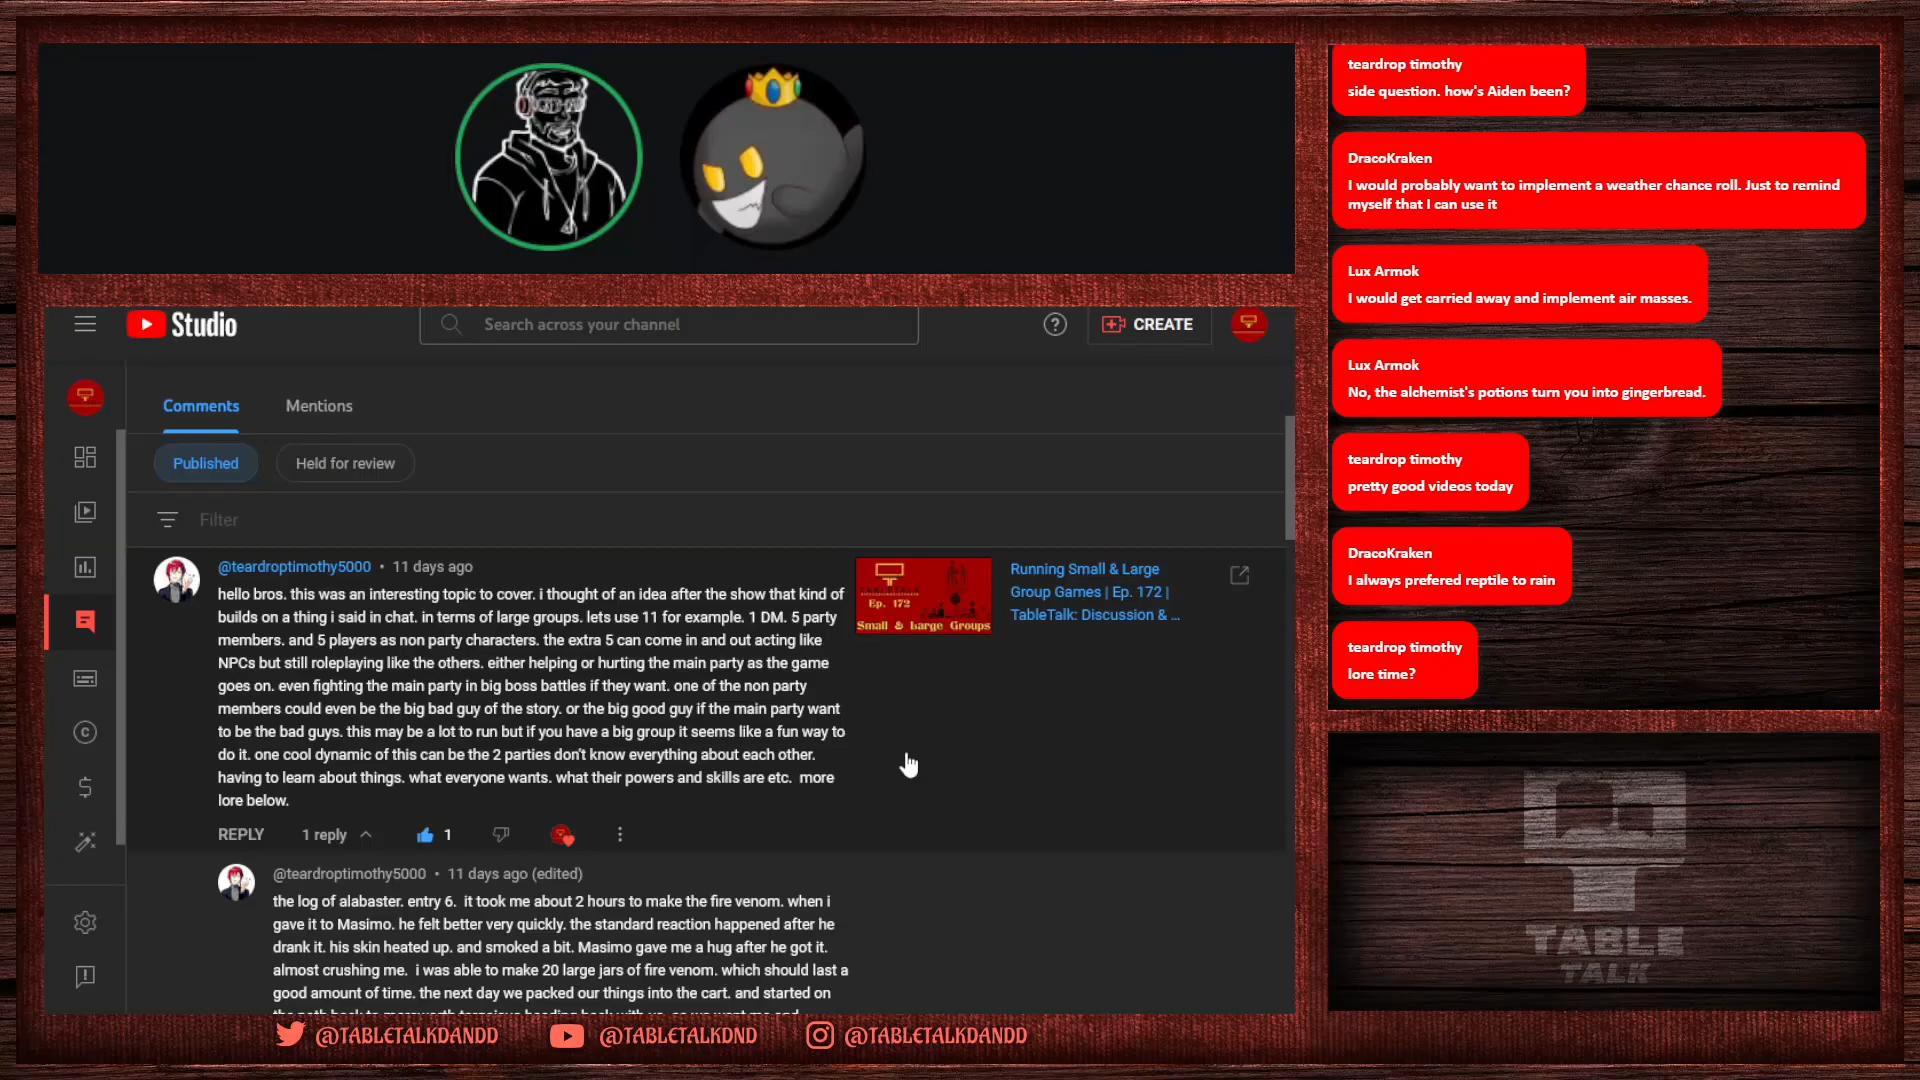 Studio
Search across your channel
CREATE
Comments
Mentions
Published
Held for review
Filter
@teardroptimothy5000 • 11 days ago
hello bros. this was an interesting topic to cover. i thought of an idea after the show that kind of
builds on a thing i said in chat. in terms of large groups. lets use 11 for example. 1 DM. 5 party
members. and 5 players as non party characters. the extra 5 can come in and out acting like
NPCs but still roleplaying like the others. either helping or hurting the main party as the game
goes on. even fighting the main party in big boss battles if they want. one of the non party
members could even be the big bad guy of the story. or the big good guy if the main party want
to be the bad guys. this may be a lot to run but if you have a big group it seems like a fun way to
do it. one cool dynamic of this can be the 2 parties don't know everything about each other.
having to learn about things. what everyone wants. what their powers and skills are etc. more
lore below.
Ep. 172
Small & Large Groups
Running Small & Large
Group Games | Ep. 172 |
TableTalk: Discussion & ...
REPLY
1 reply
1
@teardroptimothy5000 • 11 days ago (edited)
the log of alabaster. entry 6. it took me about 2 hours to make the fire venom. when i
gave it to Masimo. he felt better very quickly. the standard reaction happened after he
drank it. his skin heated up. and smoked a bit. Masimo gave me a hug after he got it.
almost crushing me. i was able to make 20 large jars of fire venom. which should last a
good amount of time. the next day we packed our things into the cart. and started on
teardrop timothy
side question. how's Aiden been?
DracoKraken
I would probably want to implement a weather chance roll. Just to remind
myself that I can use it
Lux Armok
I would get carried away and implement air masses.
Lux Armok
No, the alchemist's potions turn you into gingerbread.
teardrop timothy
pretty good videos today
DracoKraken
I always prefered reptile to rain
teardrop timothy
lore time?
TABLE
TALK
@TABLETALKDANDD
@TABLETALKDND
@TABLETALKDANDD